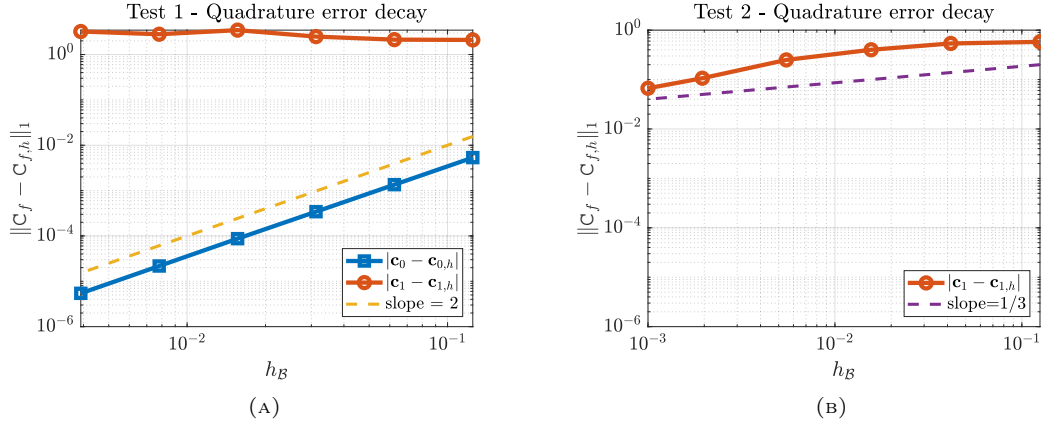 Test 1 - Quadrature error decay
||C_f − C_{f,h}||_1
10^0
10^{-2}
10^{-4}
10^{-6}
|c_0 − c_{0,h}|
|c_1 − c_{1,h}|
slope = 2
10^{-2}
10^{-1}
h_ℬ
(A)
Test 2 - Quadrature error decay
||C_f − C_{f,h}||_1
10^0
10^{-2}
10^{-4}
10^{-6}
|c_1 − c_{1,h}|
slope=1/3
10^{-3}
10^{-2}
10^{-1}
h_ℬ
(B)